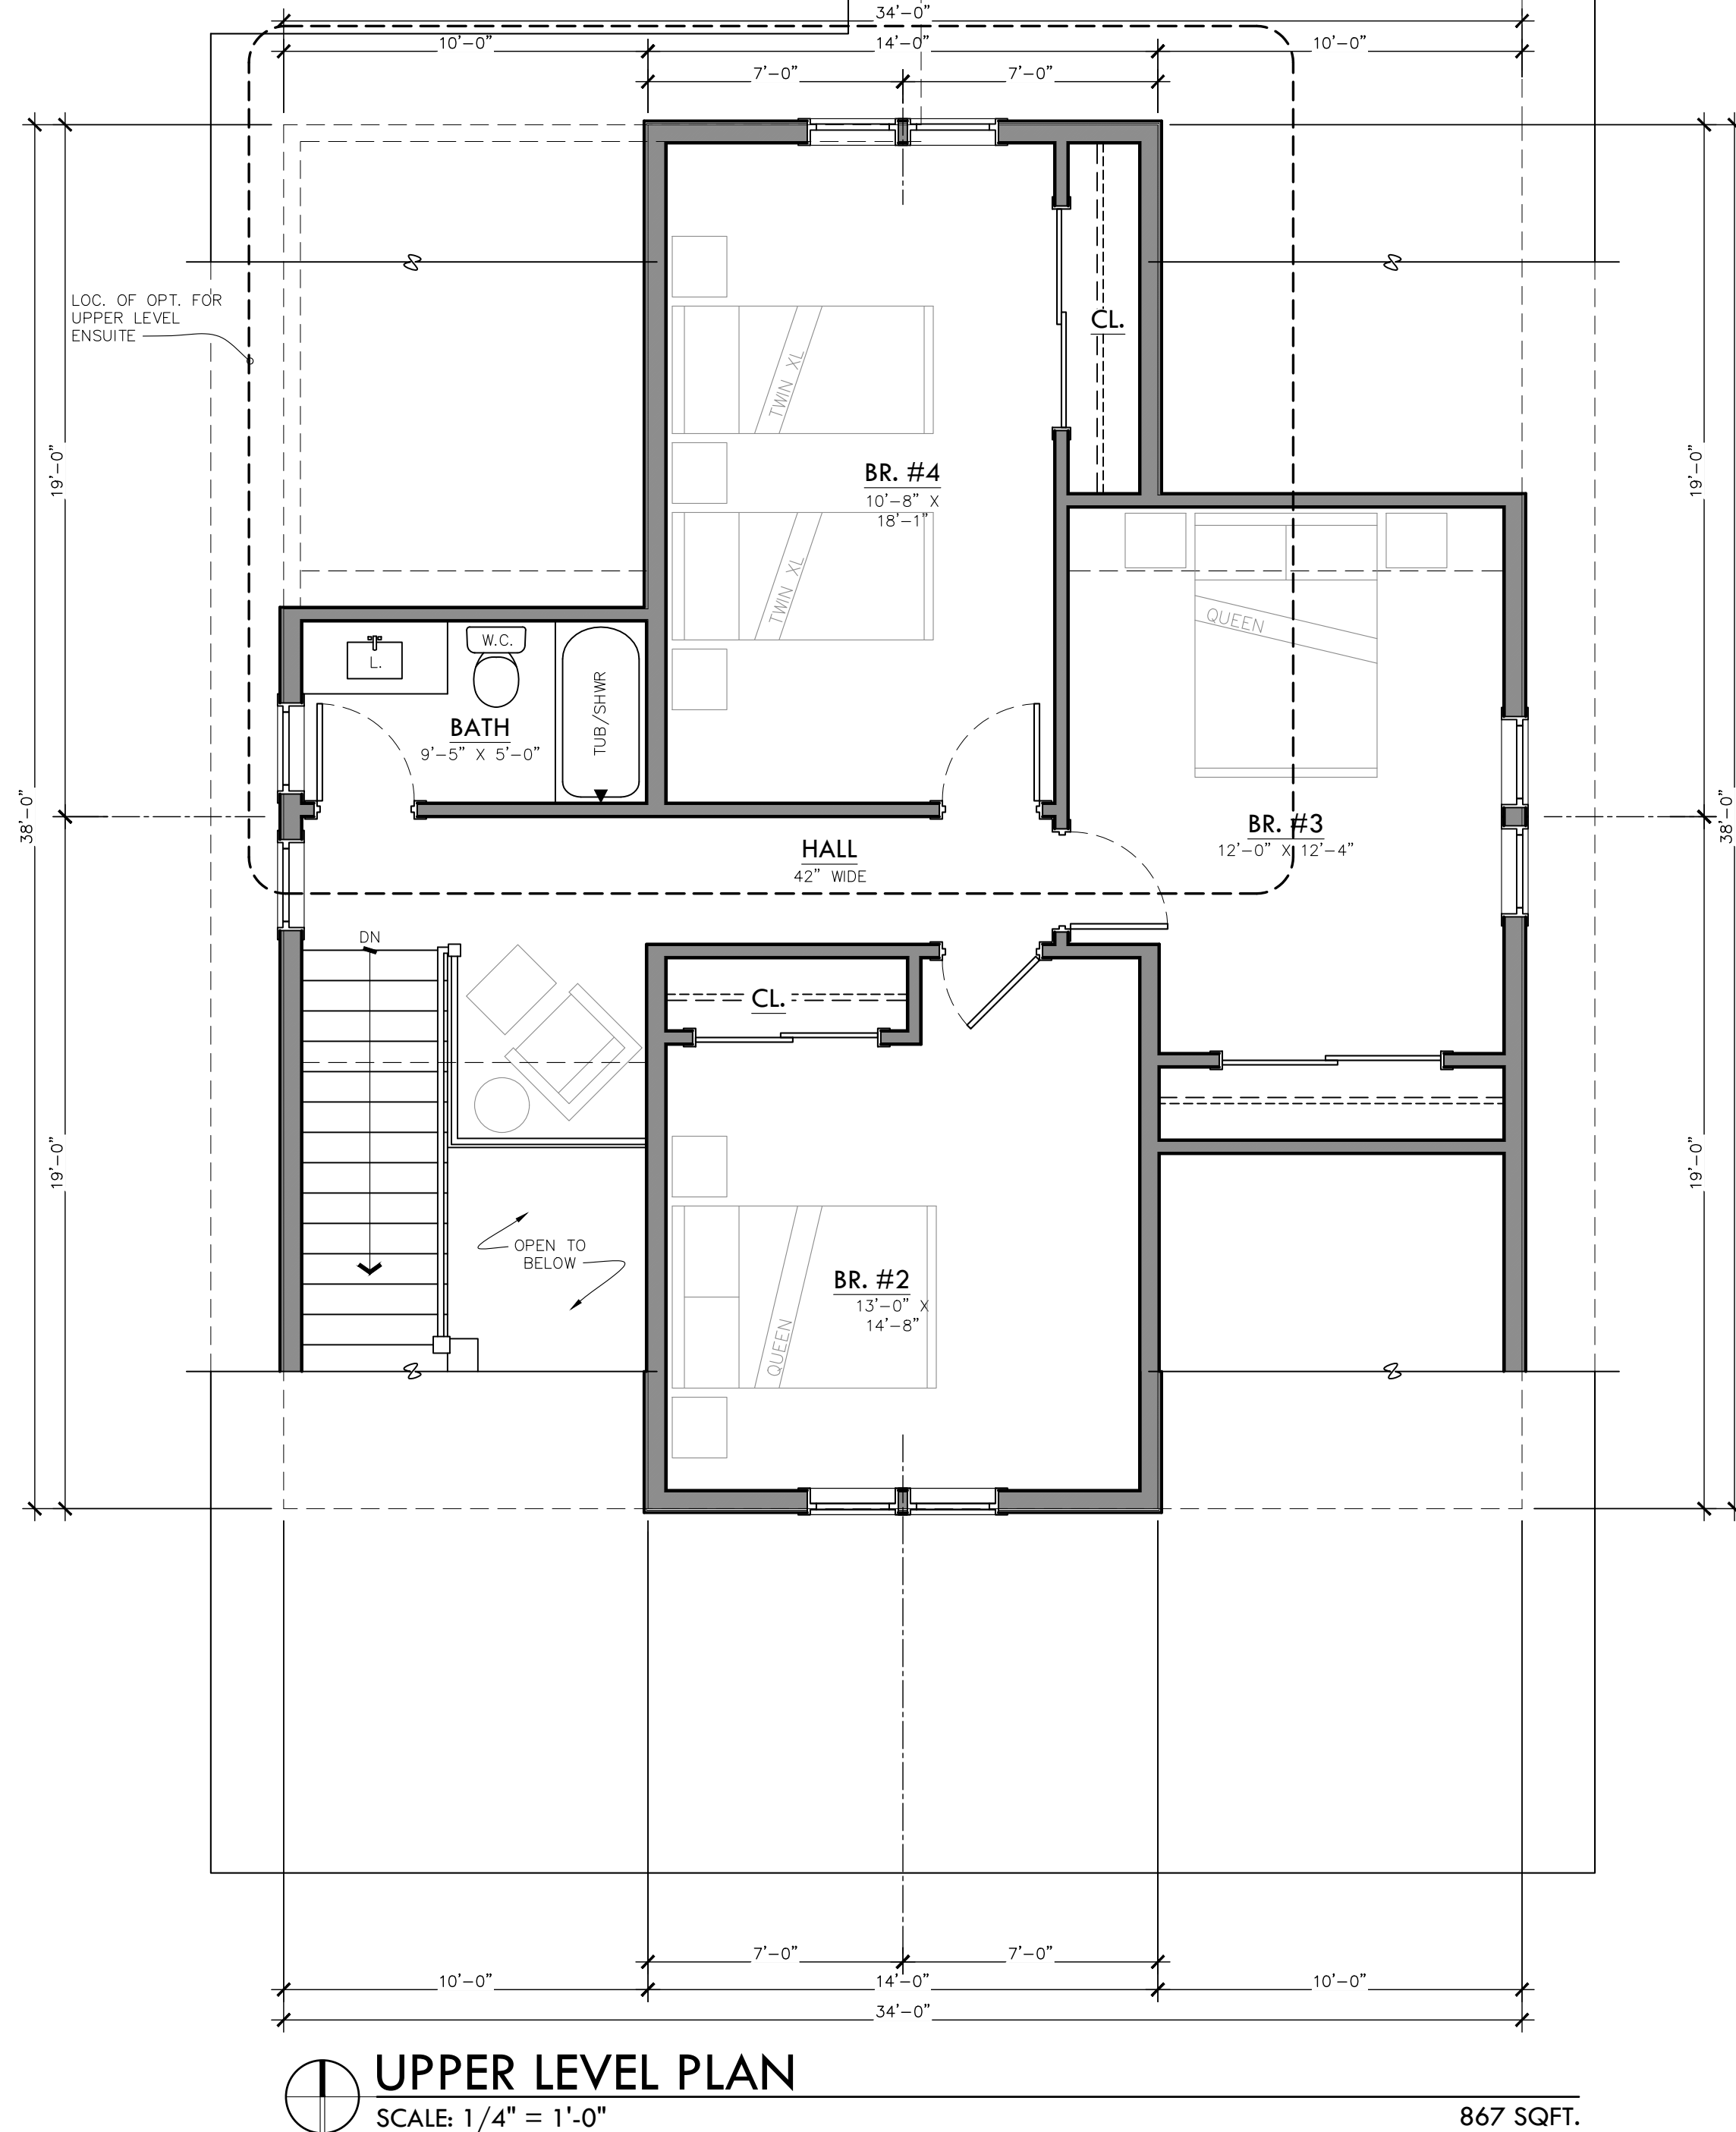 34'-0"
10'-0"
14'-0"
10'-0"
7'-0"
7'-0"
LOC. OF OPT. FOR
UPPER LEVEL
ENSUITE
CL.
TWIN XL
19'-0"
19'-0"
BR. #4
10'-8" X
18'-1"
TWIN XL
QUEEN
W.C.
L.
TUB/SHWR
BATH
9'-5" X 5'-0"
38'-0"
38'-0"
BR. #3
12'-0" X 12'-4"
HALL
42" WIDE
DN
CL.
19'-0"
19'-0"
OPEN TO
BELOW
BR. #2
13'-0" X
14'-8"
QUEEN
7'-0"
7'-0"
10'-0"
14'-0"
10'-0"
34'-0"
UPPER LEVEL PLAN
SCALE: 1/4" = 1'-0"
867 SQFT.